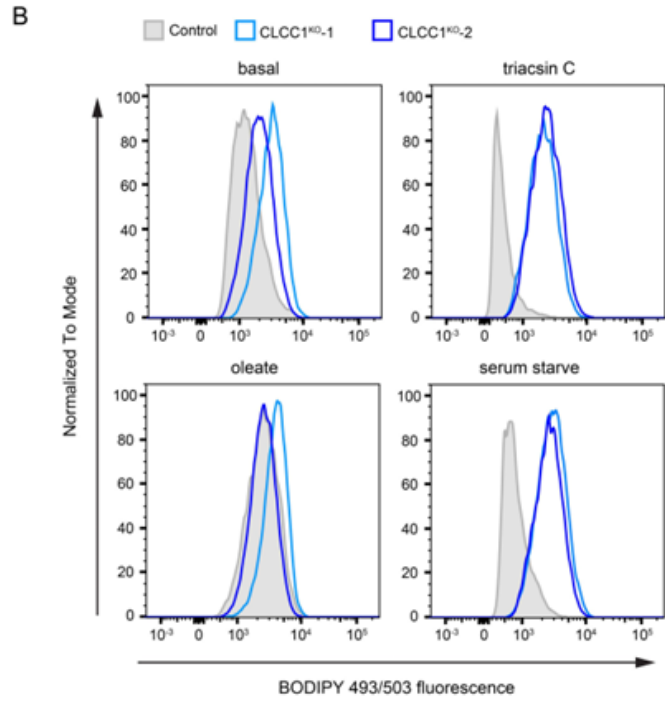 B
Control CLCC1ᴷᴼ-1 CLCC1ᴷᴼ-2
basal
100
80
60
40
20
0
10⁻³ 0 10³ 10⁴ 10⁵
triacsin C
100
80
60
40
20
0
10⁻³ 0 10³ 10⁴ 10⁵
oleate
100
80
60
40
20
0
10⁻³ 0 10³ 10⁴ 10⁵
serum starve
100
80
60
40
20
0
10⁻³ 0 10³ 10⁴ 10⁵
Normalized To Mode
BODIPY 493/503 fluorescence